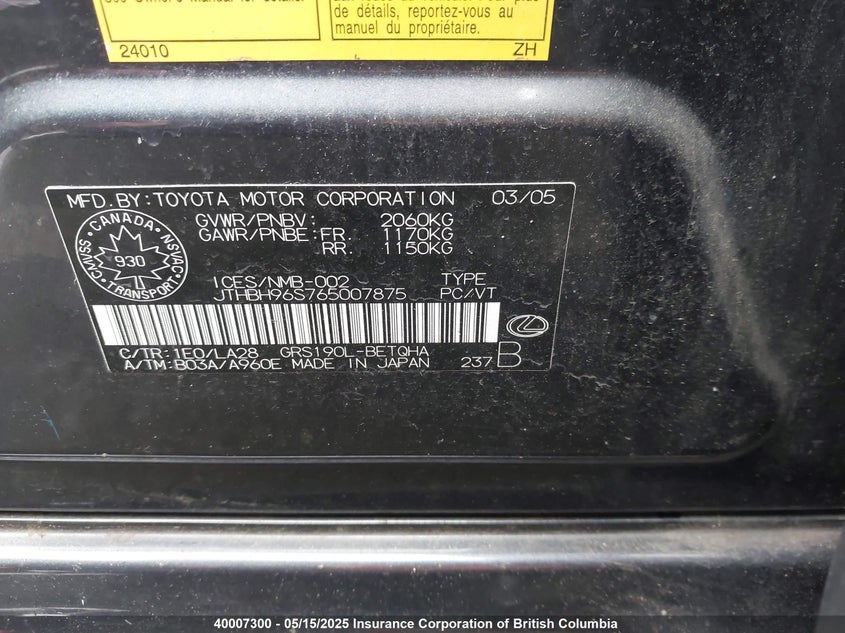 de détails, reportez-vous au
manuel du propriétaire.
24010 ZH
MFD.BY:TOYOTA MOTOR CORPORATION 03/05
GVWR/PNBV: 2060KG
GAWR/PNBE:FR. 1170KG
RR. 1150KG
CANADA
CMVSS NSVAC
930
TRANSPORT
ICES/NMB-002 TYPE
JTHBH96S765007875 PC/VT
C/TR:1E0/LA28 GRS190L-BETQHA
A/TM:B03A/A960E MADE IN JAPAN 237 B
40007300 - 05/15/2025 Insurance Corporation of British Columbia